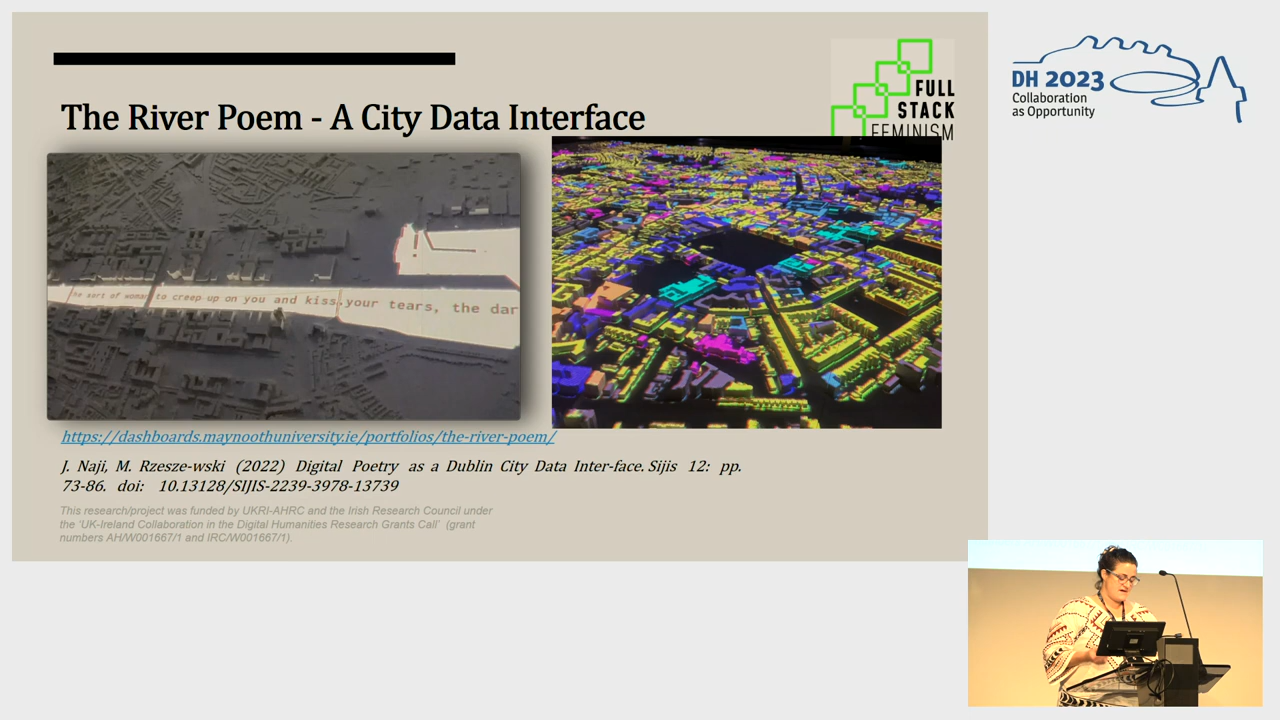 The River Poem - A City Data Interface
FULL
STACK
FEMINISM
DH 2023
Collaboration
as Opportunity
the sort of woman to creep up on you and kiss your tears, the dar
https://dashboards.maynoothuniversity.ie/portfolios/the-river-poem/
J. Naji, M. Rzesze-wski (2022) Digital Poetry as a Dublin City Data Inter-face. Sijis 12: pp.
73-86. doi: 10.13128/SIJIS-2239-3978-13739
This research/project was funded by UKRI-AHRC and the Irish Research Council under
the 'UK-Ireland Collaboration in the Digital Humanities Research Grants Call' (grant
numbers AH/W001667/1 and IRC/W001667/1).